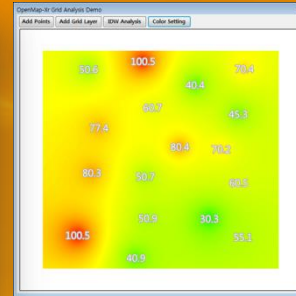 OpenMap-Xr Grid Analysis Demo
Add Points Add Grid Layer IDW Analysis Color Setting
50.6 100.5 70.4
40.4
60.7 45.3
77.4
80.4 70.2
80.3 50.7 60.0
50.9 30.3
100.5 55.1
40.9